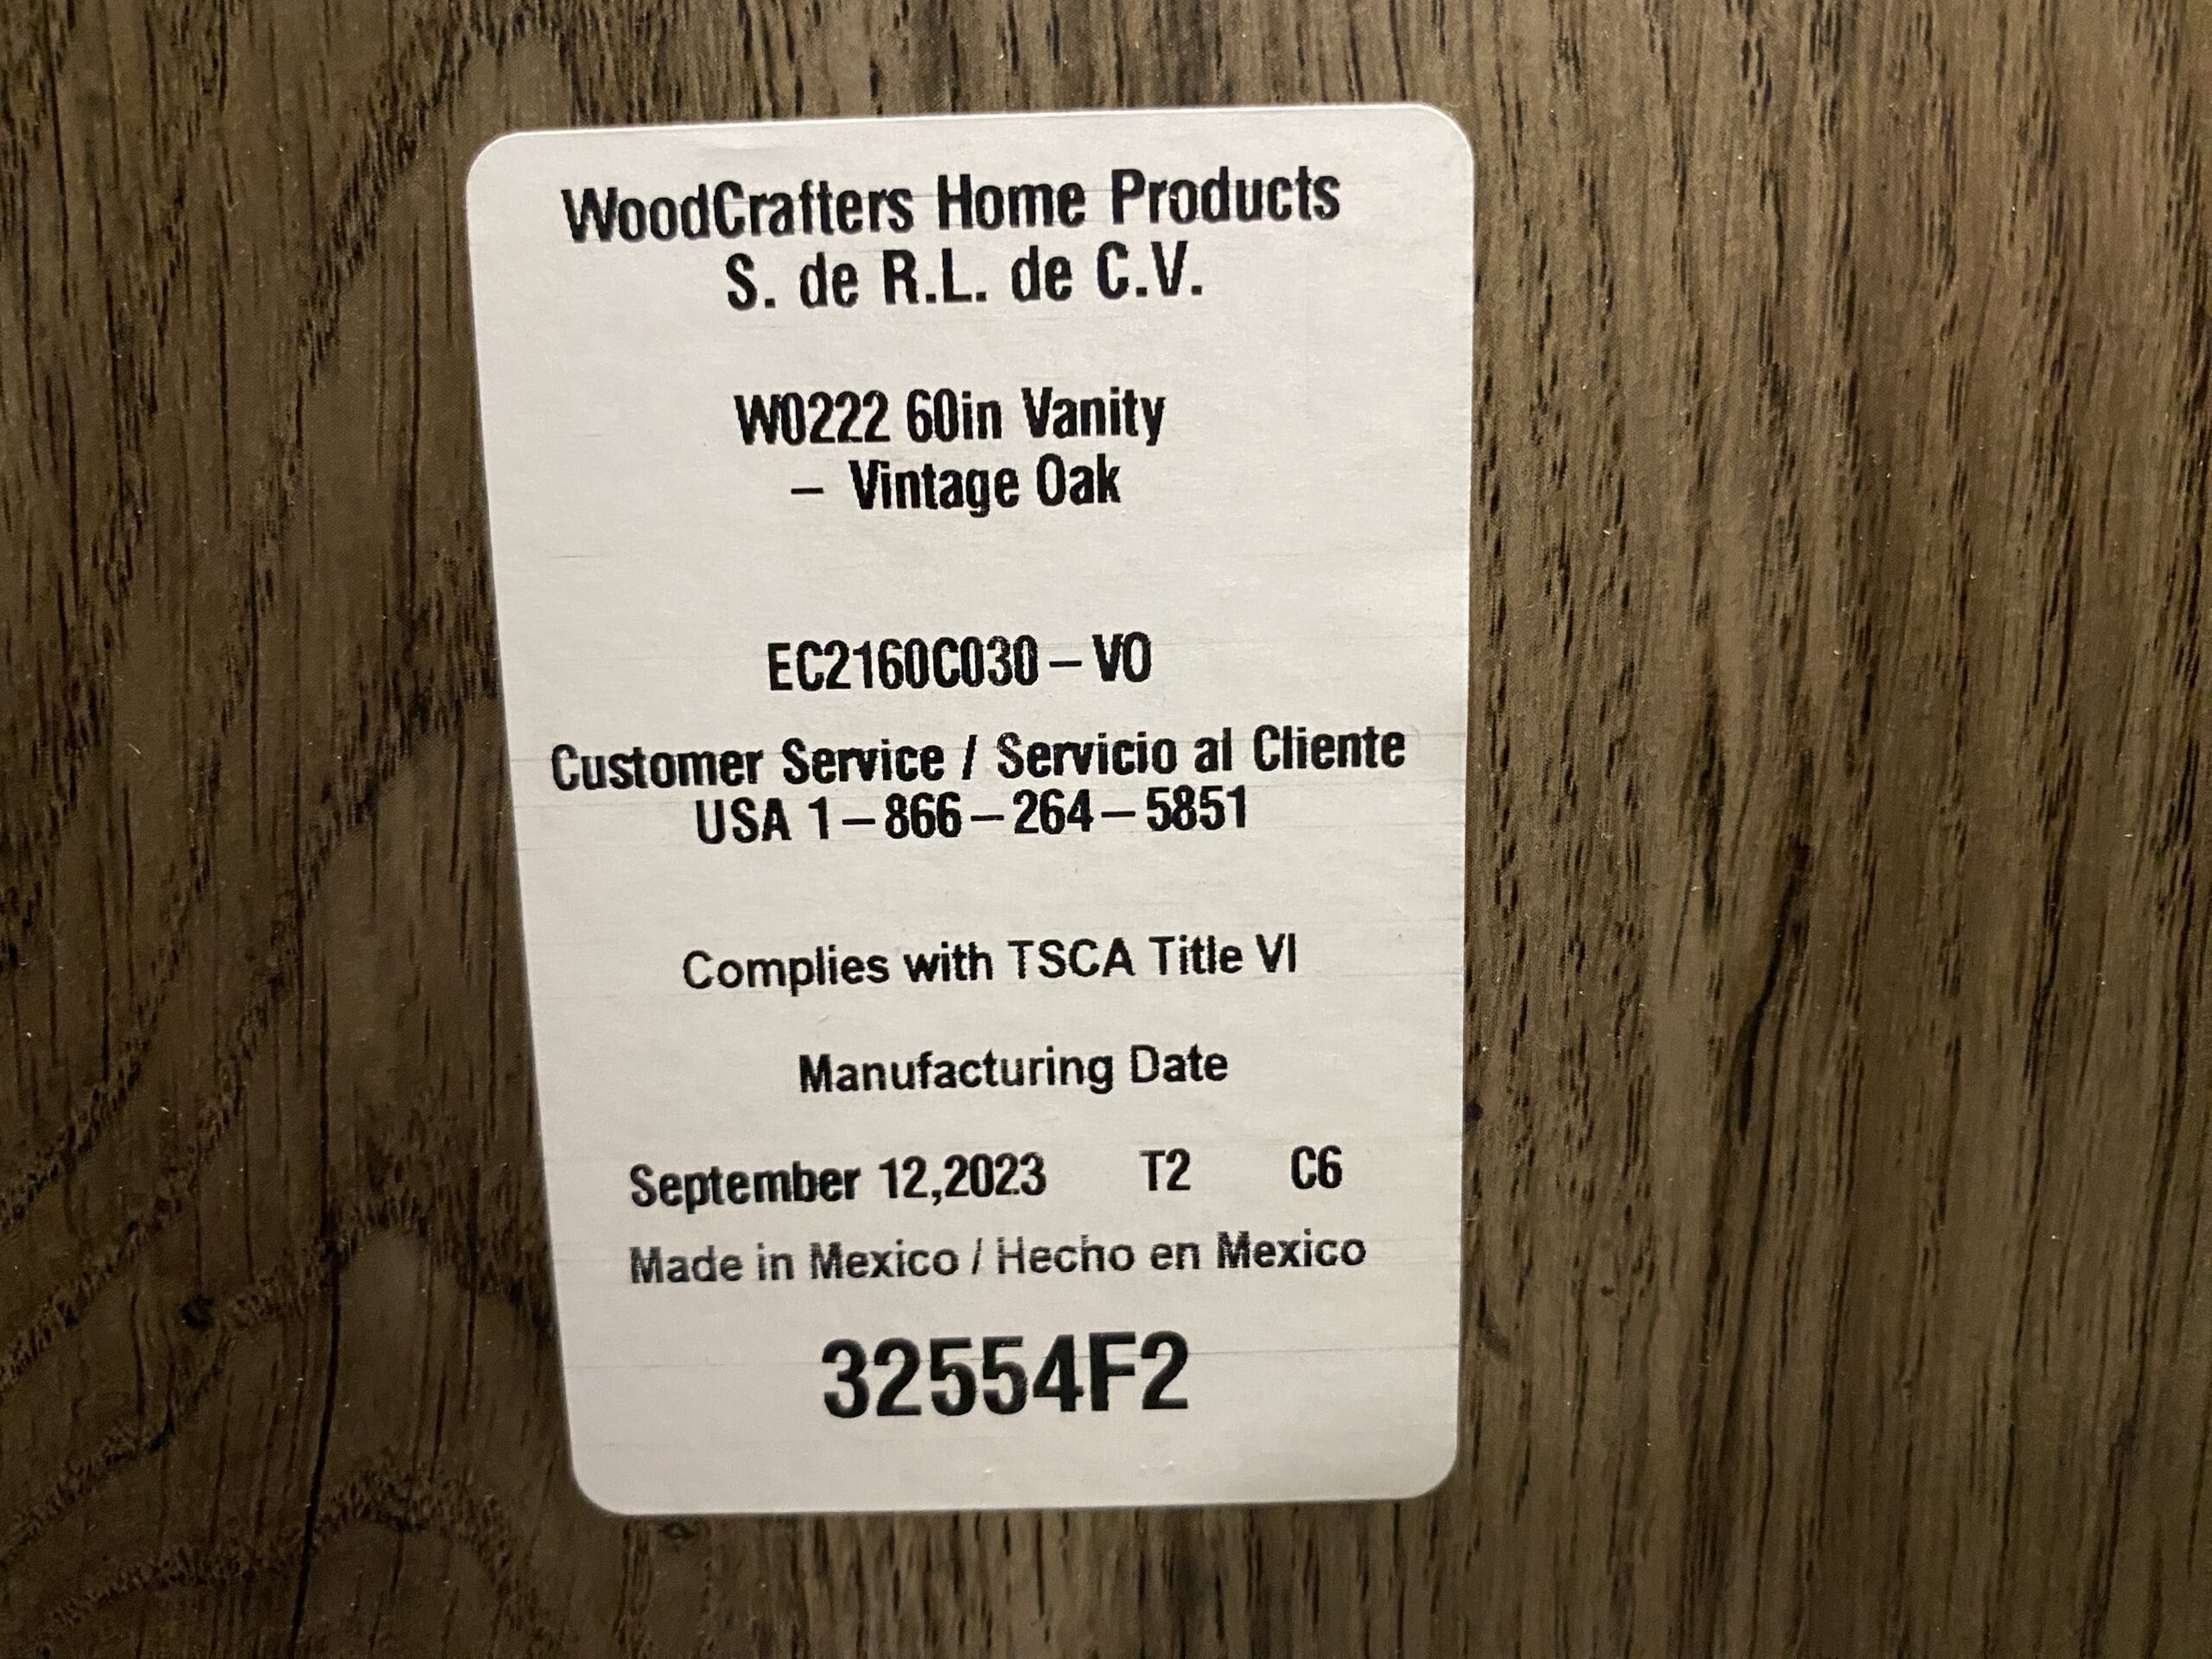 WoodCrafters Home Products
S. de R.L. de C.V.
W0222 60in Vanity
– Vintage Oak
EC2160C030–VO
Customer Service / Servicio al Cliente
USA 1–866–264–5851
Complies with TSCA Title VI
Manufacturing Date
September 12,2023 T2 C6
Made in Mexico / Hecho en Mexico
32554F2